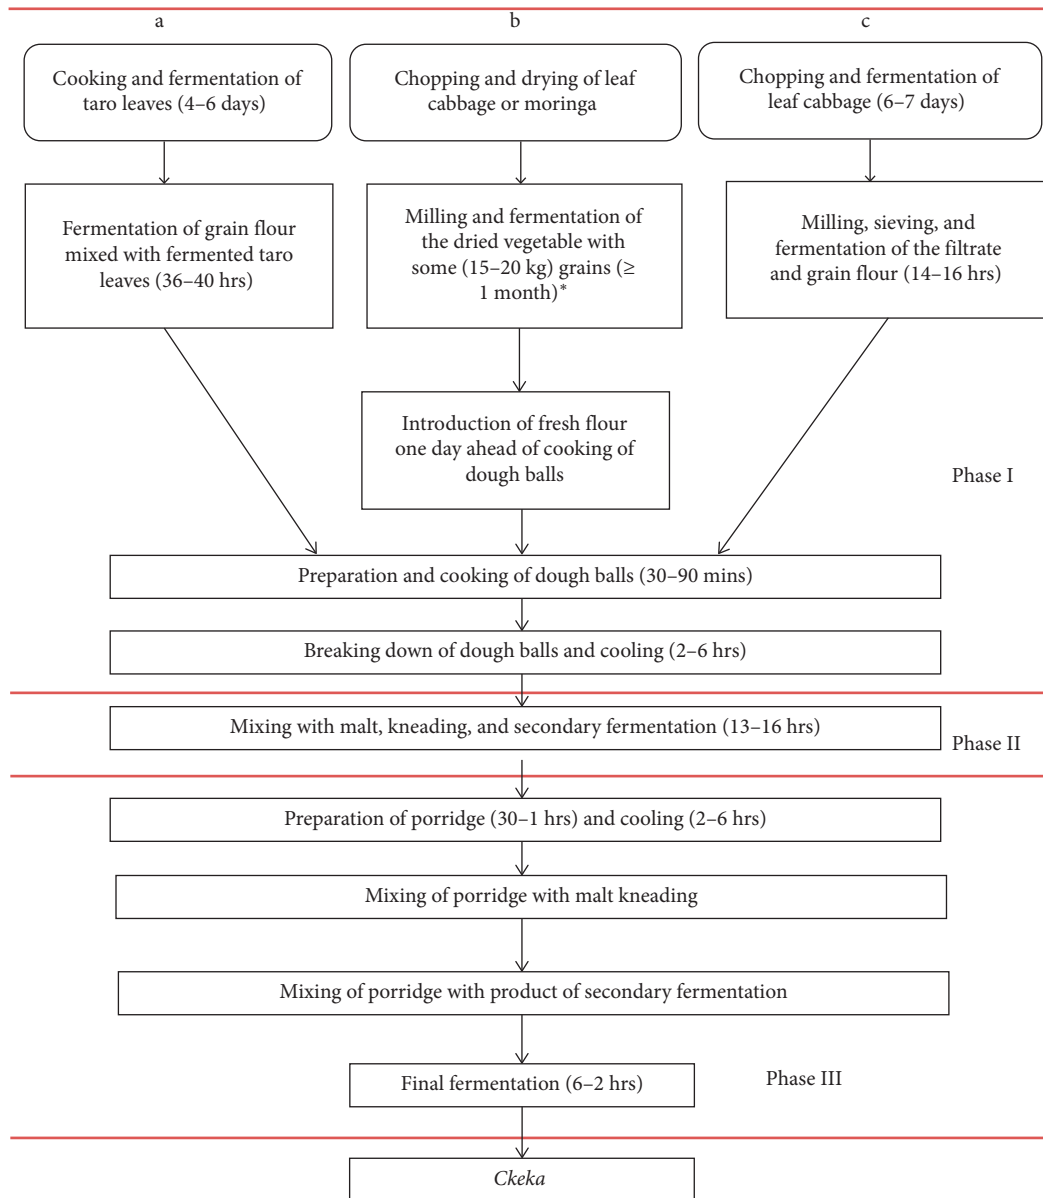 a
b
c
Cooking and fermentation of
taro leaves (4–6 days)
Chopping and drying of leaf
cabbage or moringa
Chopping and fermentation of
leaf cabbage (6–7 days)
Fermentation of grain flour
mixed with fermented taro
leaves (36–40 hrs)
Milling and fermentation of
the dried vegetable with
some (15–20 kg) grains (≥
1 month)*
Milling, sieving, and
fermentation of the filtrate
and grain flour (14–16 hrs)
Introduction of fresh flour
one day ahead of cooking of
dough balls
Phase I
Preparation and cooking of dough balls (30–90 mins)
Breaking down of dough balls and cooling (2–6 hrs)
Mixing with malt, kneading, and secondary fermentation (13–16 hrs)
Phase II
Preparation of porridge (30–1 hrs) and cooling (2–6 hrs)
Mixing of porridge with malt kneading
Mixing of porridge with product of secondary fermentation
Final fermentation (6–2 hrs)
Phase III
Ckeka